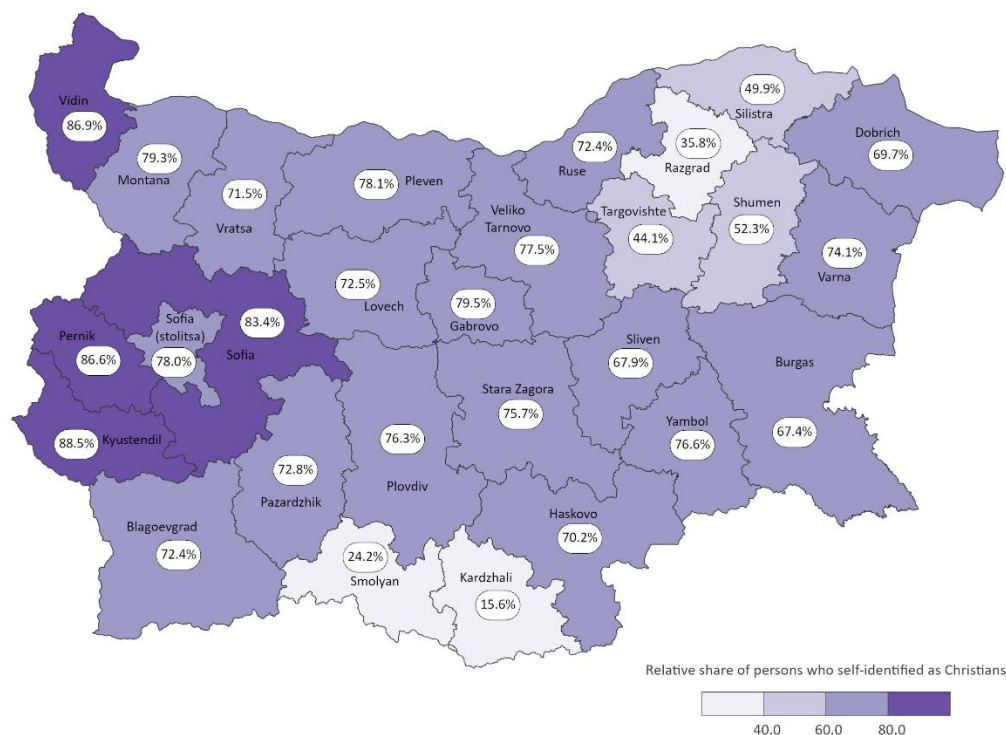 Vidin
86.9%
79.3%
Montana
71.5%
Vratsa
78.1%
Pleven
Veliko
Tarnovo
77.5%
72.4%
Ruse
49.9%
Silistra
35.8%
Razgrad
Dobrich
69.7%
Targovishte
44.1%
Shumen
52.3%
74.1%
Varna
72.5%
Lovech
79.5%
Gabrovo
83.4%
Sofia
Sofia
(stolitsa)
78.0%
Pernik
86.6%
88.5%
Kyustendil
Sliven
67.9%
Burgas
67.4%
Stara Zagora
75.7%
Yambol
76.6%
76.3%
Plovdiv
72.8%
Pazardzhik
Blagoevgrad
72.4%
Haskovo
70.2%
24.2%
Smolyan
Kardzhali
15.6%
Relative share of persons who self-identified as Christians
40.0 60.0 80.0